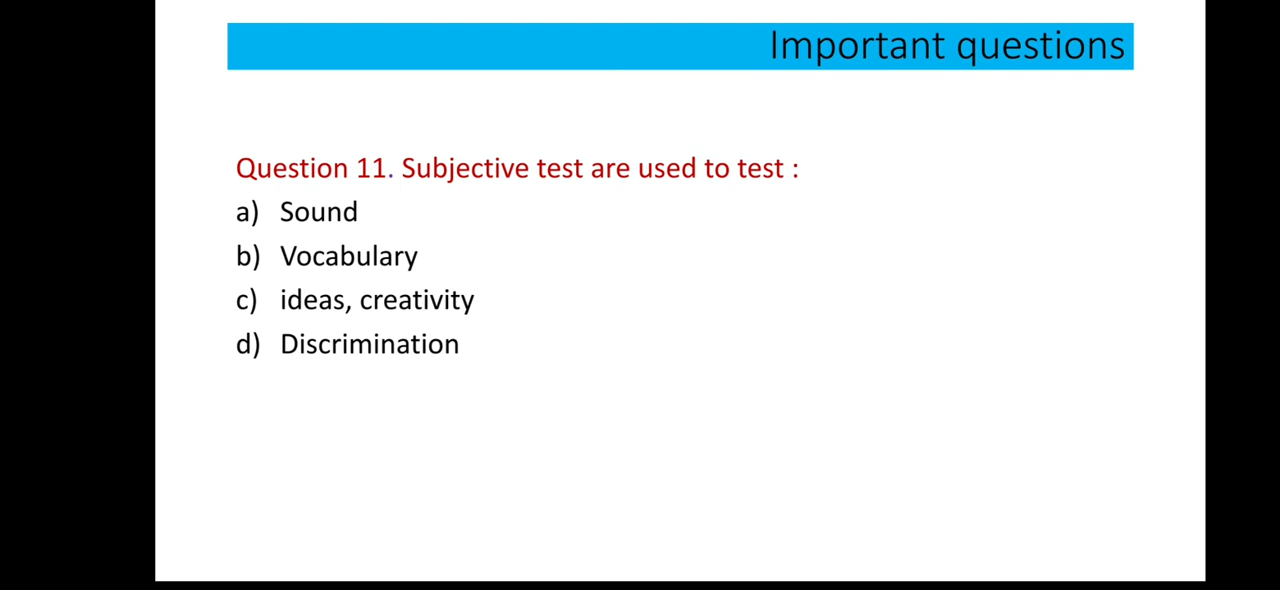 Important questions
Question 11. Subjective test are used to test :
a) Sound
b) Vocabulary
c) ideas, creativity
d) Discrimination